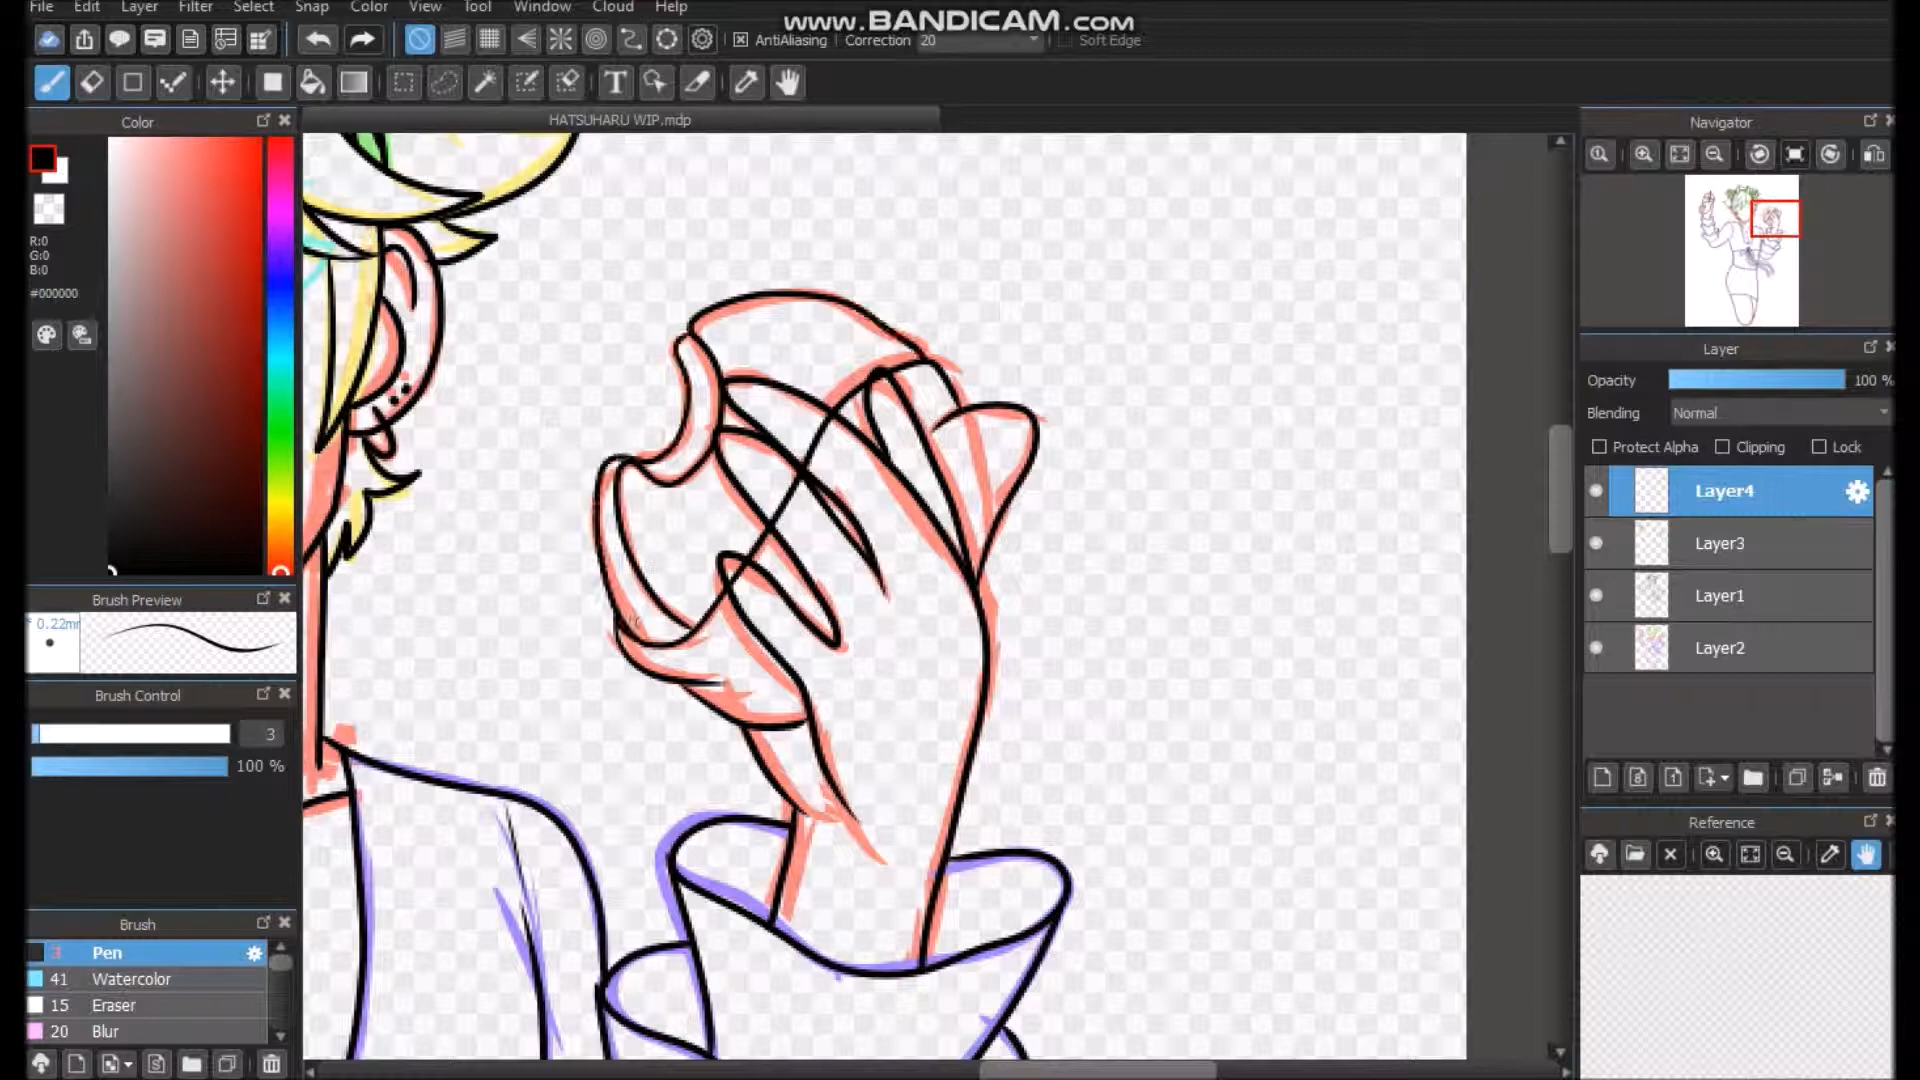 File Edit Layer Filter Select Snap Color View Tool Window Cloud Help
www.BANDICAM.com
AntiAliasing Correction 20 Soft Edge
T
Color
HATSUHARU WIP.mdp
Navigator
R:0
G:0
B:0
#000000
Layer
Opacity 100 %
Blending Normal
Protect Alpha Clipping Lock
Layer4
Layer3
Layer1
Layer2
Brush Preview
0.22mm
Brush Control
3
100 %
Reference
Brush
3 Pen
41 Watercolor
15 Eraser
20 Blur